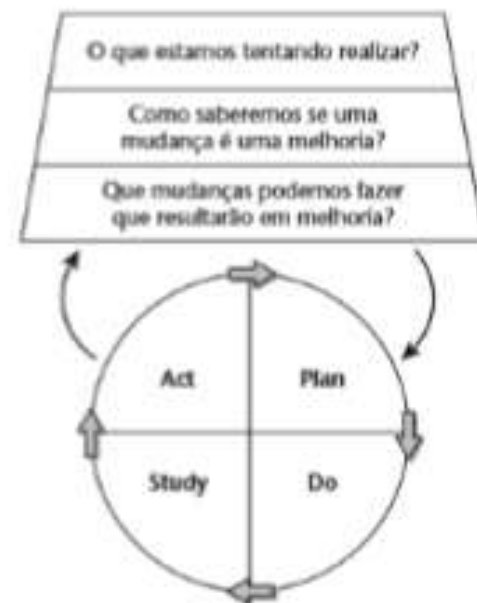 O que estamos tentando realizar?
Como saberemos se uma
mudança é uma melhoria?
Que mudanças podemos fazer
que resultarão em melhoria?
Act
Plan
Study
Do